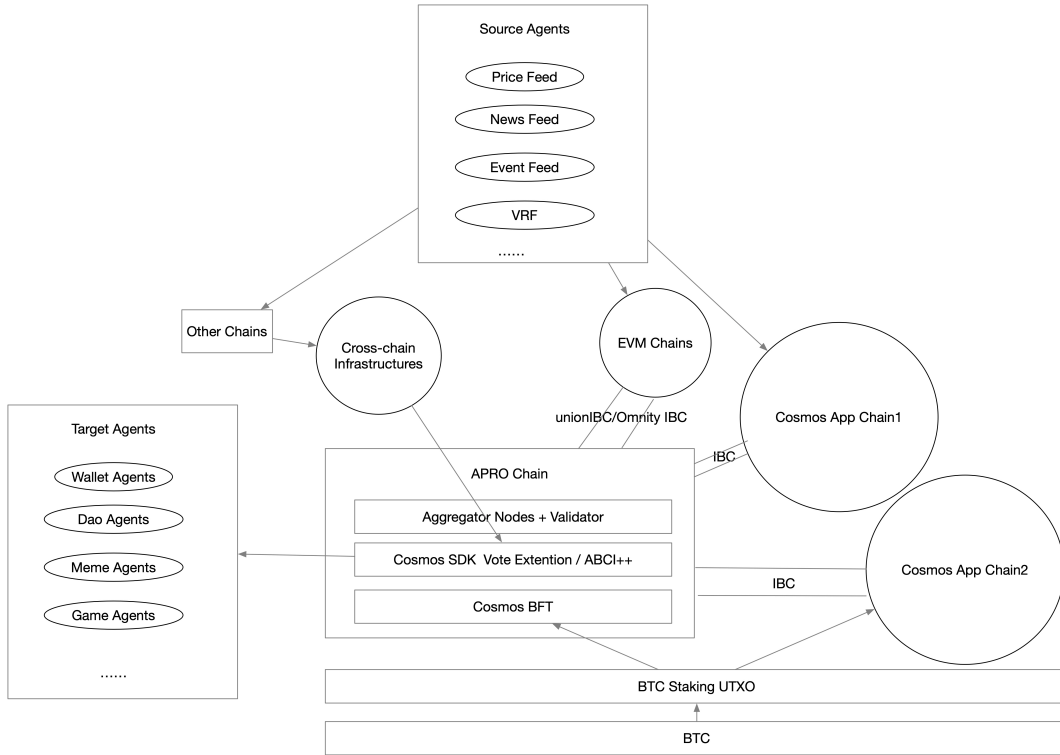 Source Agents
Price Feed
News Feed
Event Feed
VRF
......
Other Chains
Cross-chain
Infrastructures
EVM Chains
unionIBC/Omnity IBC
Cosmos App Chain1
IBC
Target Agents
Wallet Agents
Dao Agents
Meme Agents
Game Agents
......
APRO Chain
Aggregator Nodes + Validator
Cosmos SDK  Vote Extention / ABCI++
Cosmos BFT
Cosmos App Chain2
IBC
BTC Staking UTXO
BTC